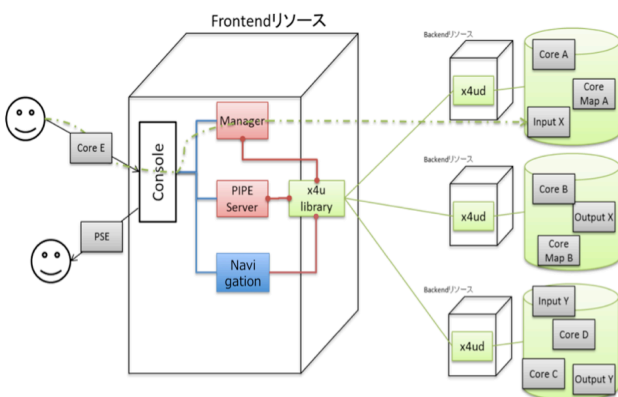 Frontendリソース
Core E
PSE
Console
Manager
PIPE
Server
Navi
gation
x4u
library
Backendリソース
x4ud
Core A
Core
Map A
Input X
Backendリソース
x4ud
Core B
Output X
Core
Map B
Backendリソース
x4ud
Input Y
Core D
Core C
Output Y